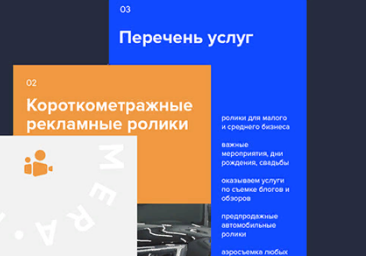 03
Перечень услуг
02
Короткометражные
рекламные ролики
ролики для малого
и среднего бизнеса
важные
мероприятия, дни
рождения, свадьбы
оказываем услуги
по съемке блогов и
обзоров
предпродажные
автомобильные
ролики
аэросъемка любых
MERA